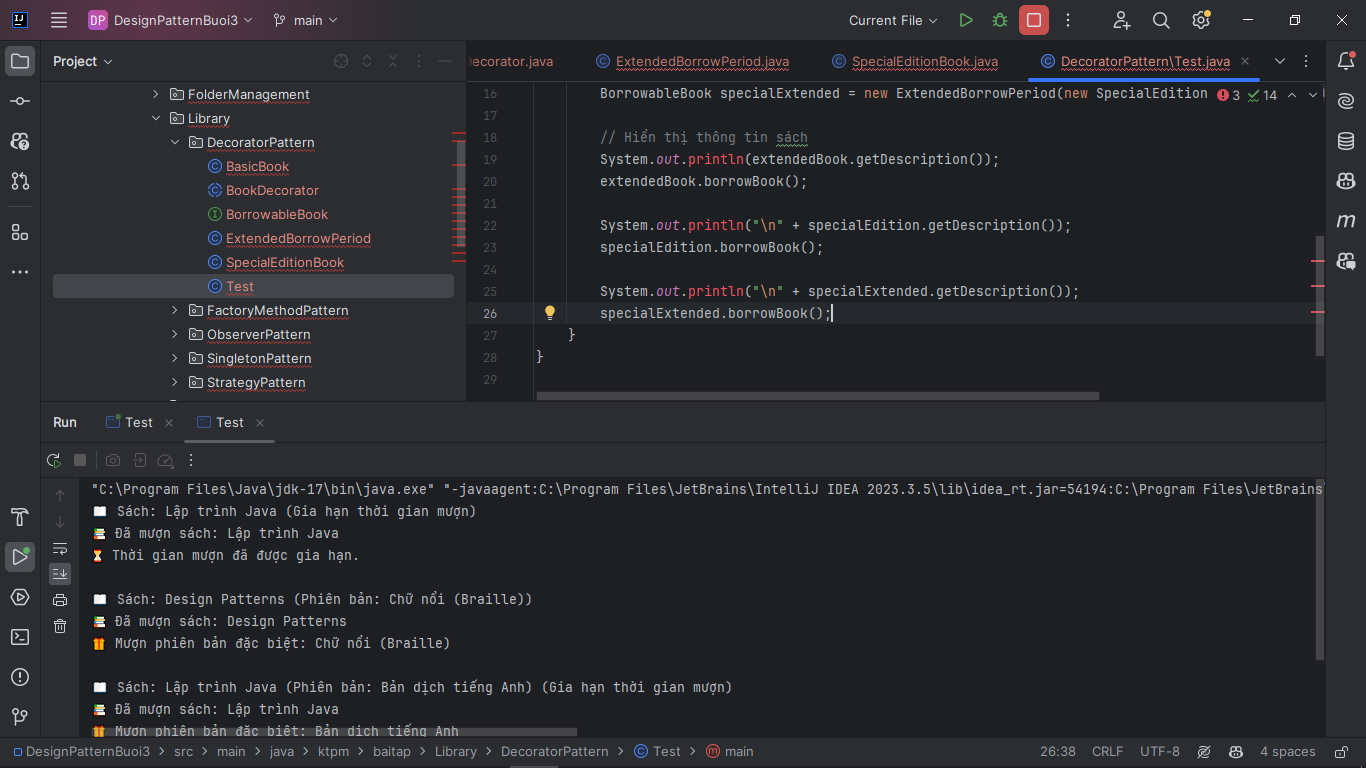 DP DesignPatternBuoi3 main Current File
Project
ecorator.java ExtendedBorrowPeriod.java SpecialEditionBook.java DecoratorPattern\Test.java
FolderManagement
Library
DecoratorPattern
BasicBook
BookDecorator
BorrowableBook
ExtendedBorrowPeriod
SpecialEditionBook
Test
FactoryMethodPattern
ObserverPattern
SingletonPattern
StrategyPattern
16 BorrowableBook specialExtended = new ExtendedBorrowPeriod(new SpecialEdition 3 14
17
18 // Hiển thị thông tin sách
19 System.out.println(extendedBook.getDescription());
20 extendedBook.borrowBook();
21
22 System.out.println("\n" + specialEdition.getDescription());
23 specialEdition.borrowBook();
24
25 System.out.println("\n" + specialExtended.getDescription());
26 specialExtended.borrowBook();
27 }
28 }
29
Run Test Test
"C:\Program Files\Java\jdk-17\bin\java.exe" "-javaagent:C:\Program Files\JetBrains\IntelliJ IDEA 2023.3.5\lib\idea_rt.jar=54194:C:\Program Files\JetBrains
📖 Sách: Lập trình Java (Gia hạn thời gian mượn)
📚 Đã mượn sách: Lập trình Java
⏳ Thời gian mượn đã được gia hạn.
📖 Sách: Design Patterns (Phiên bản: Chữ nổi (Braille))
📚 Đã mượn sách: Design Patterns
🎁 Mượn phiên bản đặc biệt: Chữ nổi (Braille)
📖 Sách: Lập trình Java (Phiên bản: Bản dịch tiếng Anh) (Gia hạn thời gian mượn)
📚 Đã mượn sách: Lập trình Java
🎁 Mượn phiên bản đặc biệt: Bản dịch tiếng Anh
DesignPatternBuoi3 > src > main > java > ktpm > baitap > Library > DecoratorPattern > Test > main 26:38 CRLF UTF-8 4 spaces